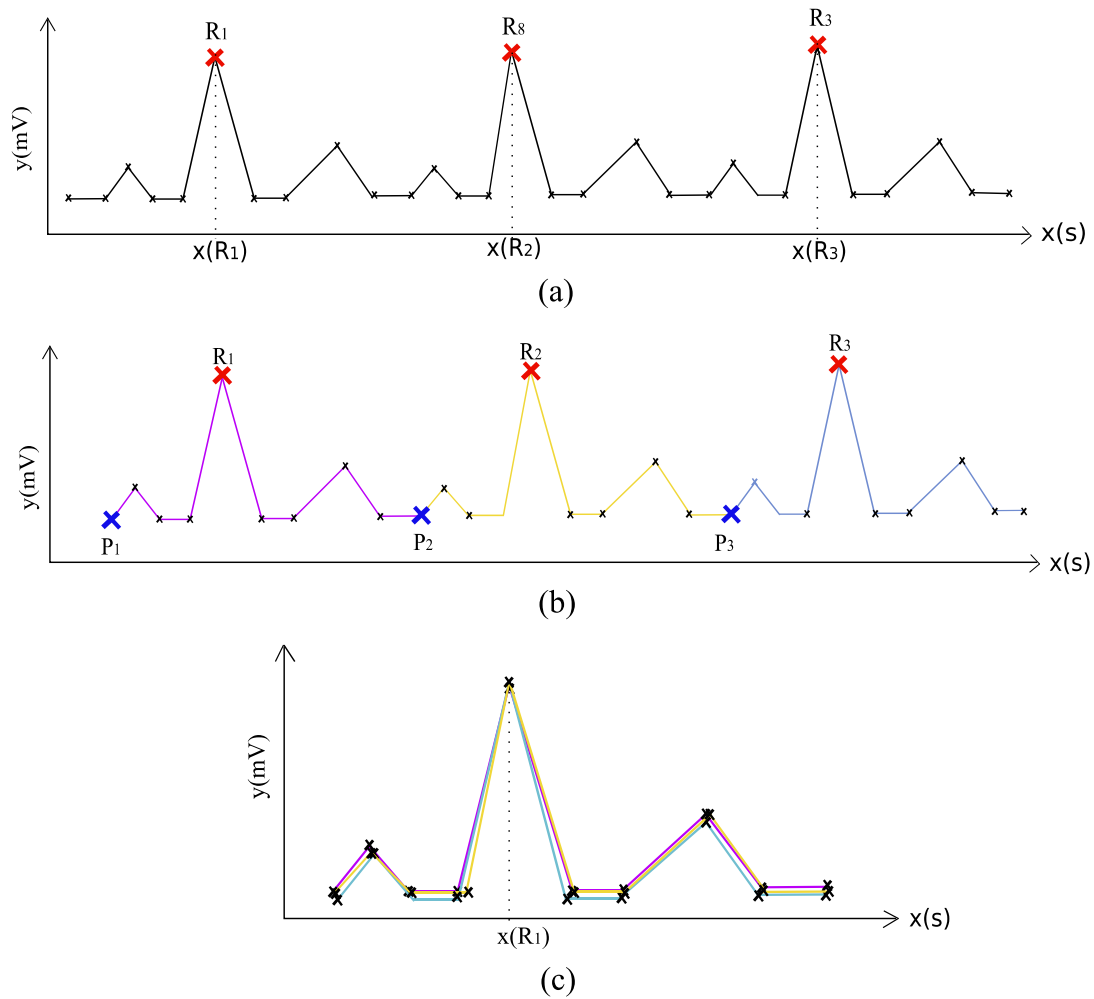 R1 R8 R3
y(mV)
x(R1) x(R2) x(R3) x(s)
(a)
R1 R2 R3
y(mV)
P1 P2 P3
x(s)
(b)
y(mV)
x(R1) x(s)
(c)